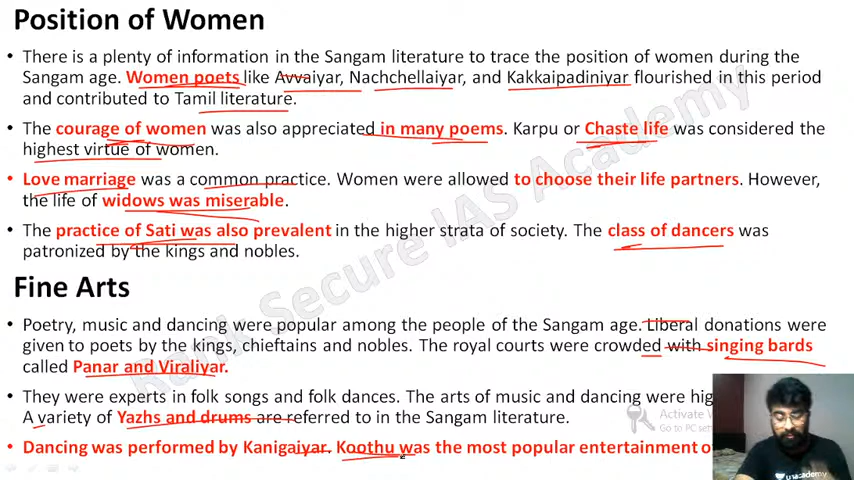 Position of Women
• There is a plenty of information in the Sangam literature to trace the position of women during the
Sangam age. Women poets like Avvaiyar, Nachchellaiyar, and Kakkaipadiniyar flourished in this period
and contributed to Tamil literature.
• The courage of women was also appreciated in many poems. Karpu or Chaste life was considered the
highest virtue of women.
• Love marriage was a common practice. Women were allowed to choose their life partners. However,
the life of widows was miserable.
• The practice of Sati was also prevalent in the higher strata of society. The class of dancers was
patronized by the kings and nobles.
Fine Arts
• Poetry, music and dancing were popular among the people of the Sangam age. Liberal donations were
given to poets by the kings, chieftains and nobles. The royal courts were crowded with singing bards
called Panar and Viraliyar.
• They were experts in folk songs and folk dances. The arts of music and dancing were
A variety of Yazhs and drums are referred to in the Sangam literature.
• Dancing was performed by Kanigaiyar. Koothu was the most popular entertainment
Rank Secure IAS Academy
Activate
Go to PC
unacademy